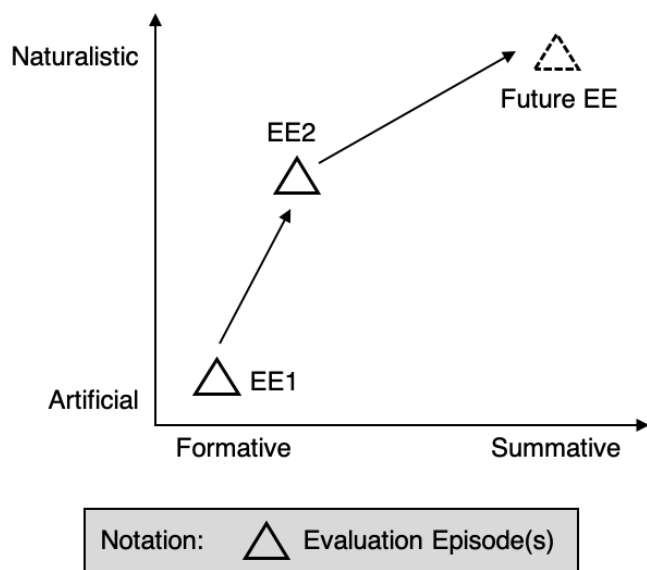 Naturalistic
Future EE
EE2
EE1
Artificial
Formative
Summative
Notation:
Evaluation Episode(s)